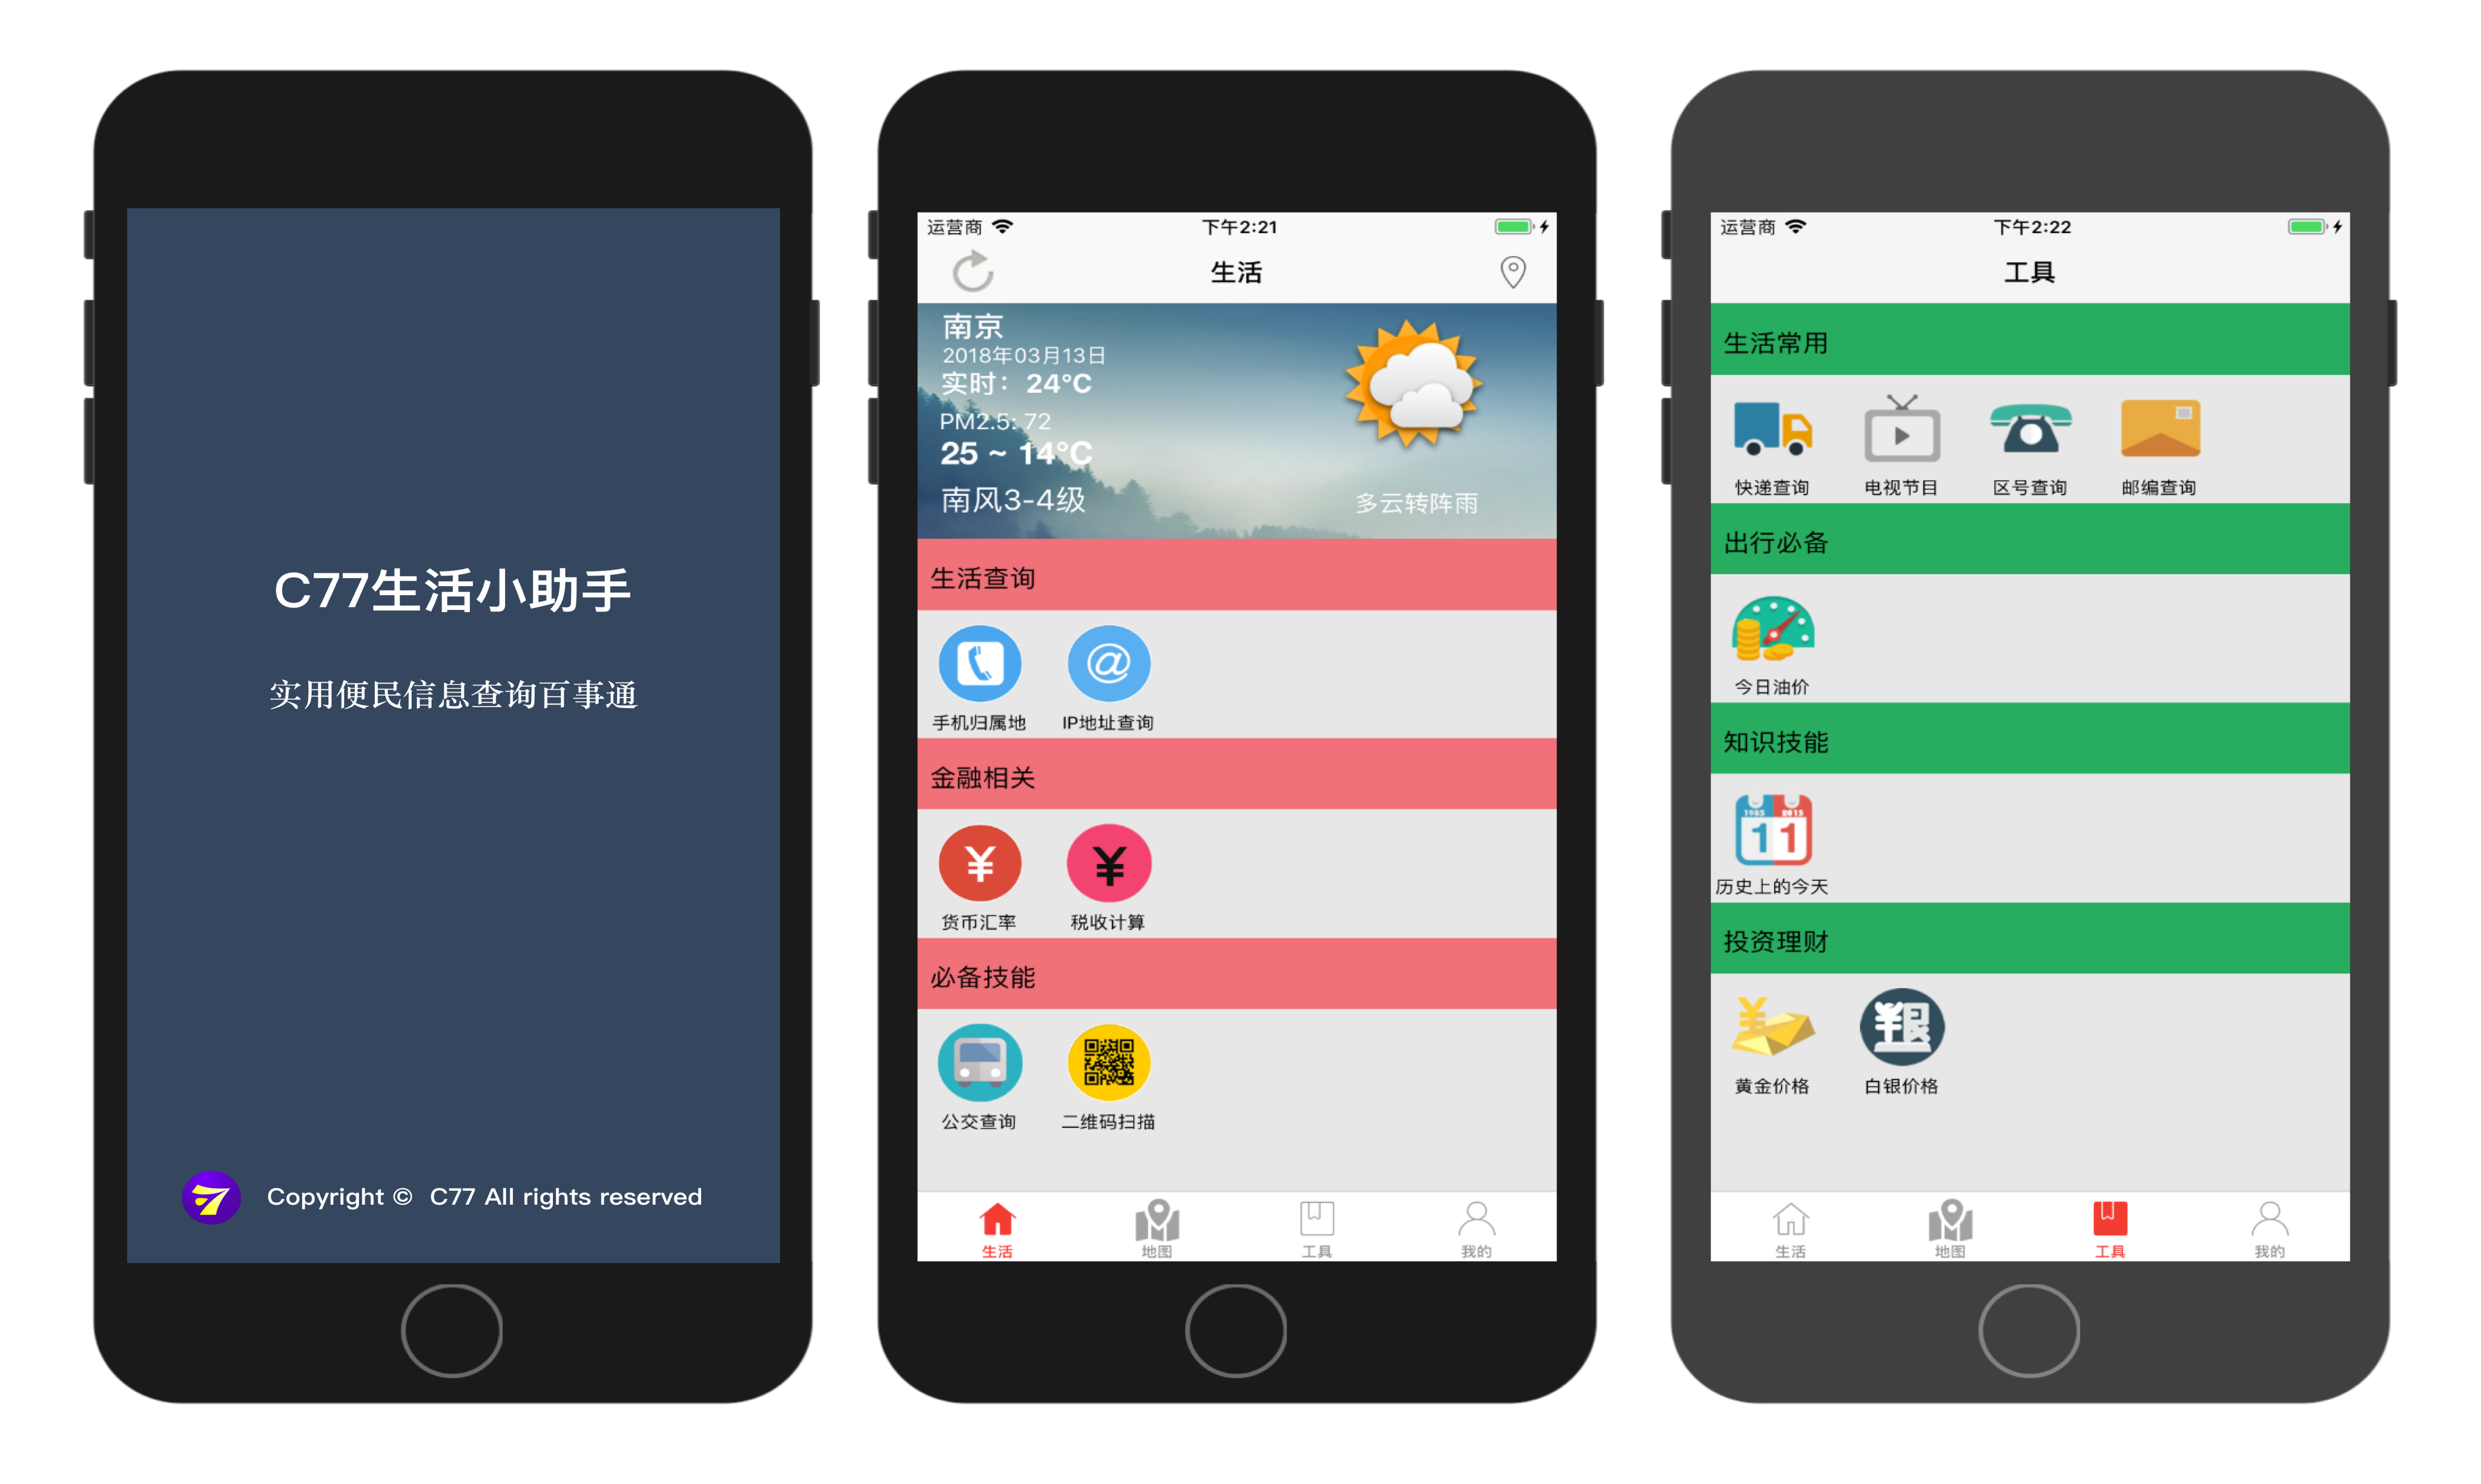 C77生活小助手
实用便民信息查询百事通
Copyright © C77 All rights reserved
运营商 下午2:21
生活
南京
2018年03月13日
实时：24°C
PM2.5: 72
25 ~ 14°C
南风3-4级
多云转阵雨
生活查询
手机归属地 IP地址查询
金融相关
¥ ¥
货币汇率 税收计算
必备技能
公交查询 二维码扫描
生活 地图 工具 我的
运营商 下午2:22
工具
生活常用
快递查询 电视节目 区号查询 邮编查询
出行必备
今日油价
知识技能
1985 2015
11
历史上的今天
投资理财
黄金价格 白银价格
生活 地图 工具 我的